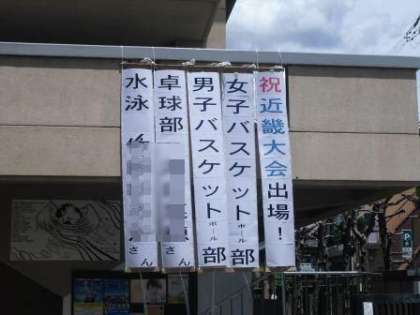 祝近畿大会出場！
女子バスケットボール部
男子バスケットボール部
卓球部 さん
水泳 さん